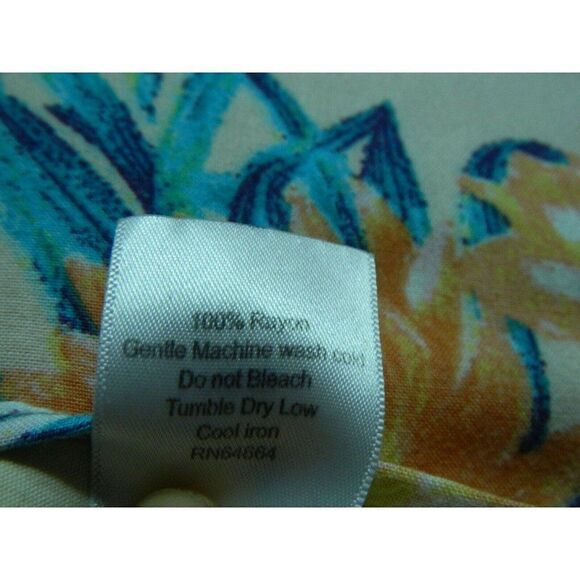 100% Rayon
Gentle Machine wash cold
Do not Bleach
Tumble Dry Low
Cool iron
RN64664